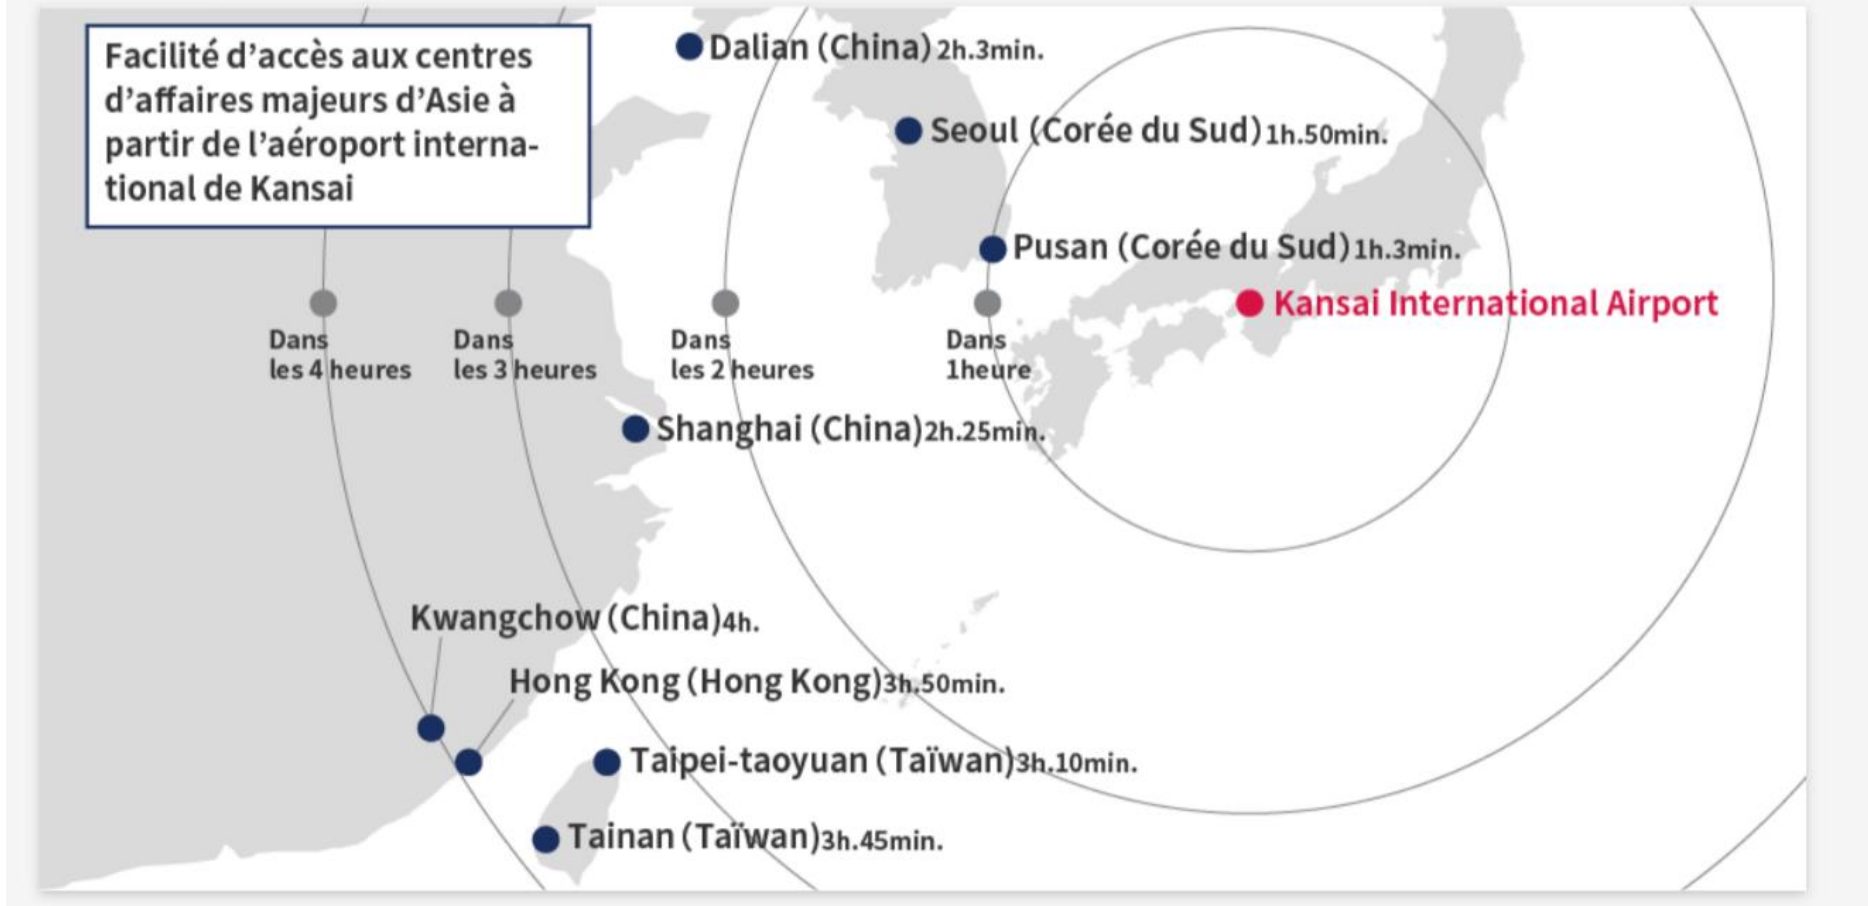 Facilité d’accès aux centres
d’affaires majeurs d’Asie à
partir de l’aéroport interna-
tional de Kansai
Dalian (China) 2h.3min.
Seoul (Corée du Sud) 1h.50min.
Pusan (Corée du Sud) 1h.3min.
Kansai International Airport
Dans
les 4 heures
Dans
les 3 heures
Dans
les 2 heures
Dans
1heure
Shanghai (China) 2h.25min.
Kwangchow (China) 4h.
Hong Kong (Hong Kong) 3h.50min.
Taipei-taoyuan (Taïwan) 3h.10min.
Tainan (Taïwan) 3h.45min.